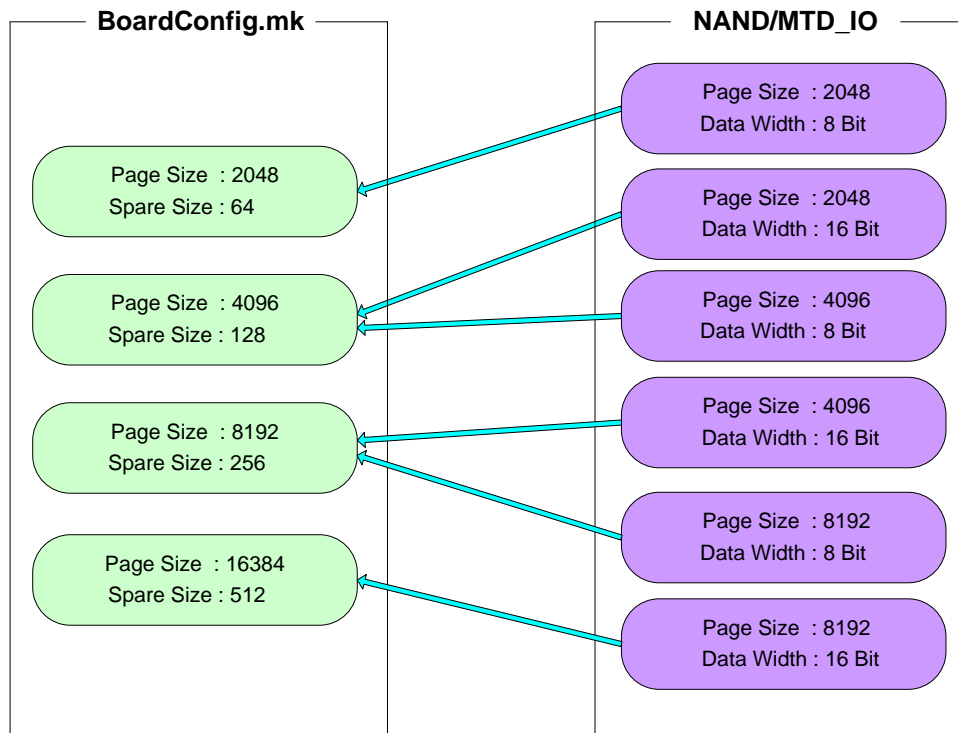 BoardConfig.mk
Page Size : 2048
Spare Size : 64
Page Size : 4096
Spare Size : 128
Page Size : 8192
Spare Size : 256
Page Size : 16384
Spare Size : 512
NAND/MTD_IO
Page Size : 2048
Data Width : 8 Bit
Page Size : 2048
Data Width : 16 Bit
Page Size : 4096
Data Width : 8 Bit
Page Size : 4096
Data Width : 16 Bit
Page Size : 8192
Data Width : 8 Bit
Page Size : 8192
Data Width : 16 Bit